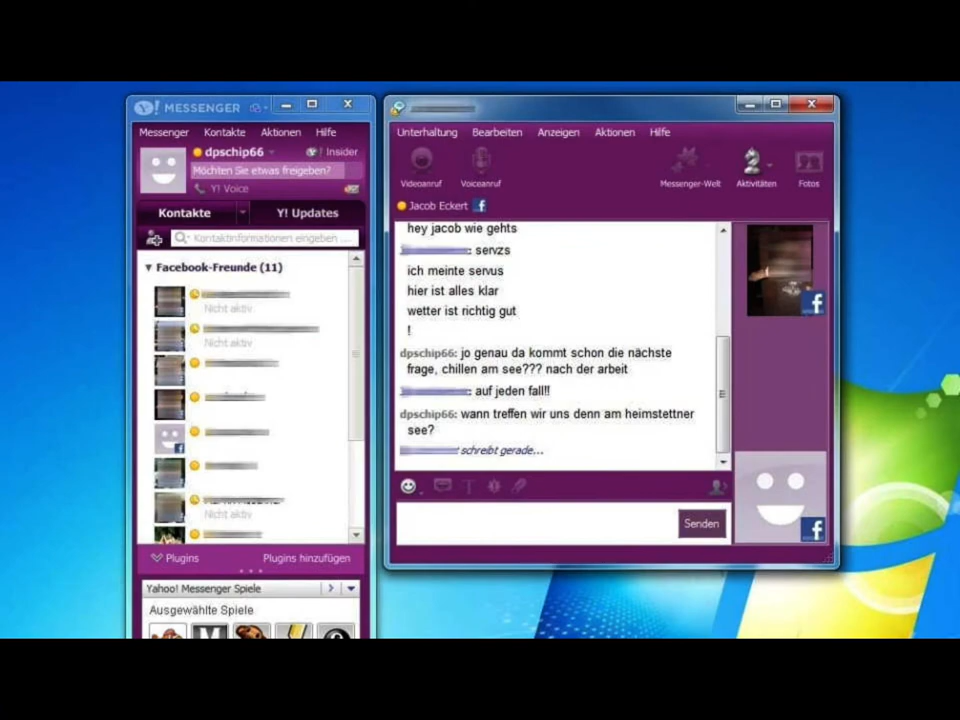 Y! MESSENGER
Messenger Kontakte Aktionen Hilfe
dpschip66
Y! Insider
Möchten Sie etwas freigeben?
Y! Voice
Kontakte
Y! Updates
Kontaktinformationen eingeben ...
Facebook-Freunde (11)
Nicht aktiv
Nicht aktiv
Nicht aktiv
Plugins
Plugins hinzufügen
Yahoo! Messenger Spiele
Ausgewählte Spiele
Unterhaltung Bearbeiten Anzeigen Aktionen Hilfe
Videoanruf Voiceanruf Messenger-Welt Aktivitäten Fotos
Jacob Eckert
hey jacob wie gehts
: servzs
ich meinte servus
hier ist alles klar
wetter ist richtig gut
!
dpschip66: jo genau da kommt schon die nächste
frage, chillen am see??? nach der arbeit
: auf jeden fall!!
dpschip66: wann treffen wir uns denn am heimstettner
see?
schreibt gerade...
Senden